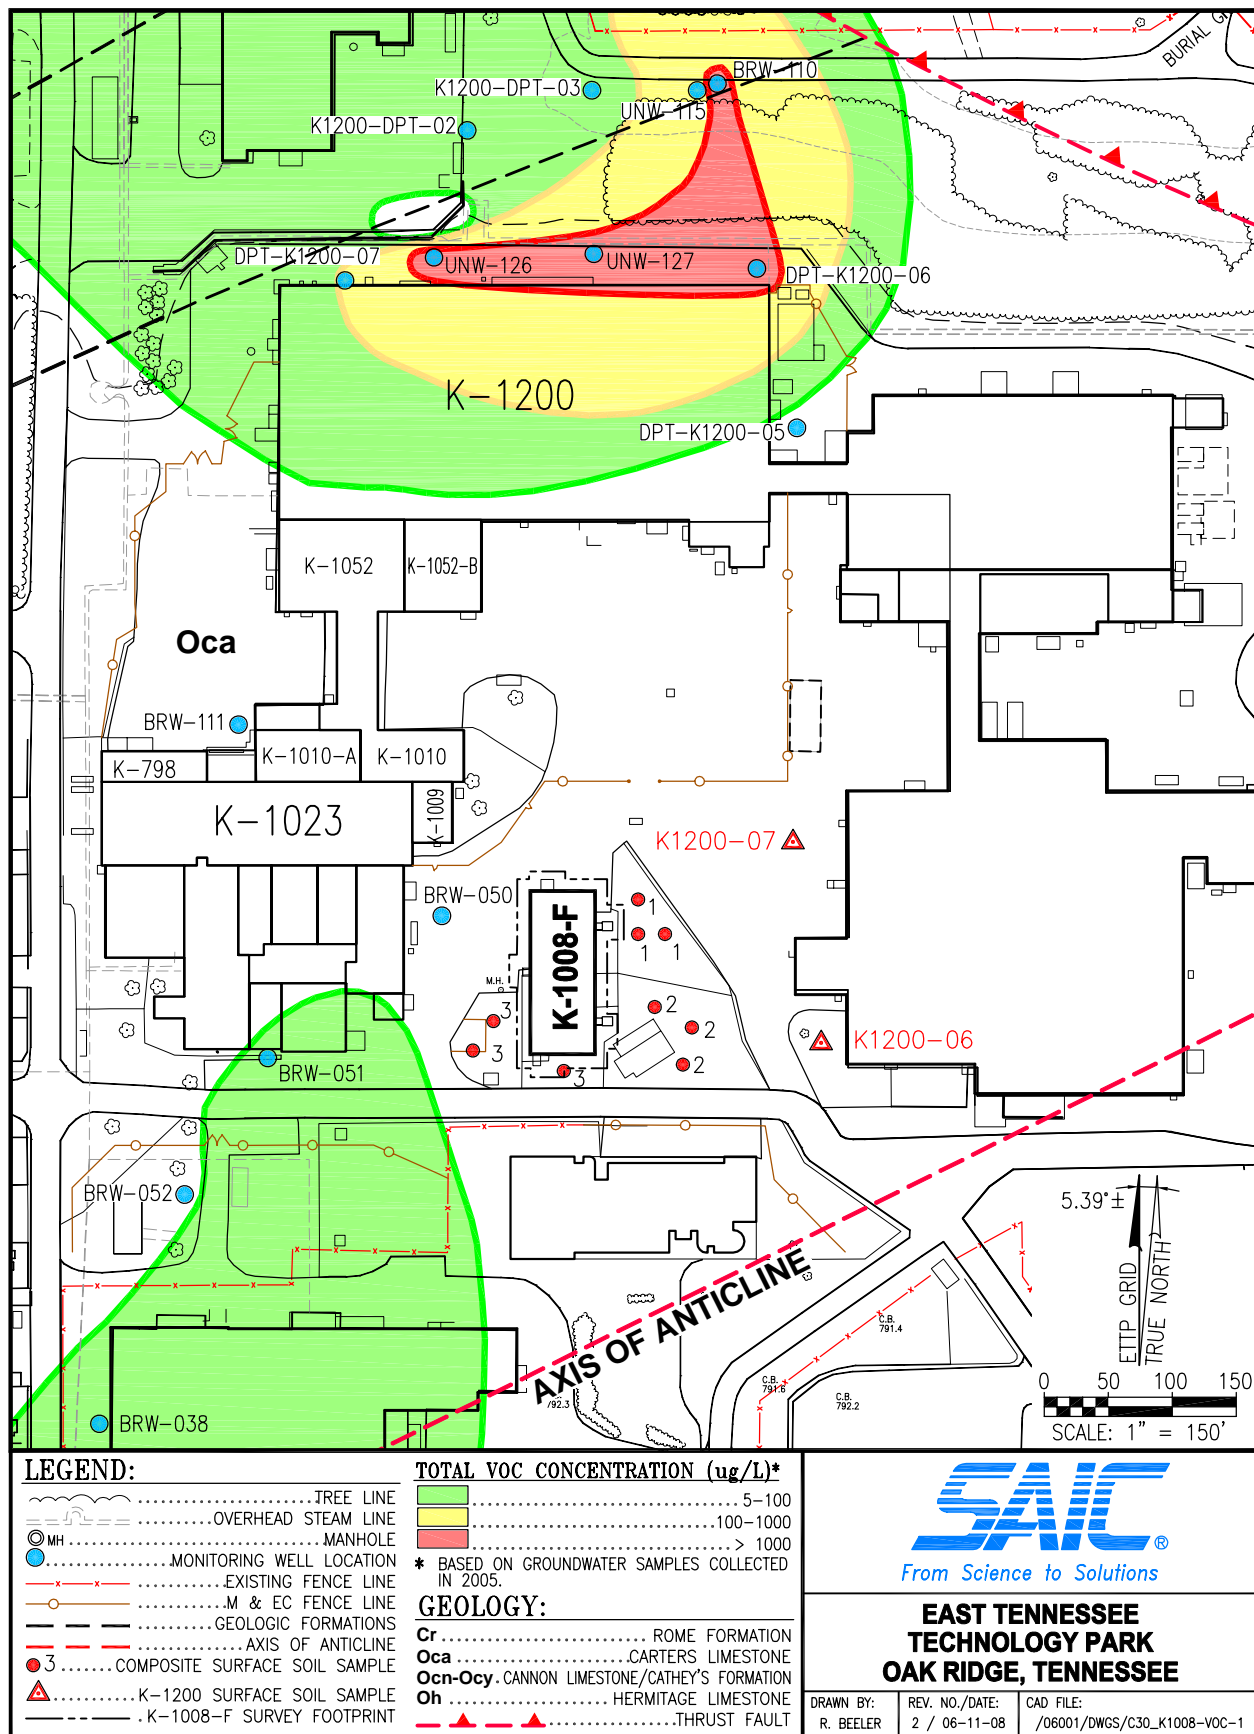 BURIAL G
BRW-110
K1200-DPT-03
UNW-115
K1200-DPT-02
DPT-K1200-07
UNW-126
UNW-127
DPT-K1200-06
K-1200
DPT-K1200-05
K-1052
K-1052-B
Oca
BRW-111
K-798
K-1010-A
K-1010
K-1023
K-1009
K1200-07
BRW-050
K-1008-F
1
1
1
M.H.
2
2
2
3
3
3
K1200-06
BRW-051
BRW-052
5.39°±
ETTP GRID
TRUE NORTH
AXIS OF ANTICLINE
C.B.
791.4
C.B.
791.6
C.B.
792.2
792.3
BRW-038
0 50 100 150
SCALE: 1" = 150'
LEGEND:
TREE LINE
OVERHEAD STEAM LINE
MH MANHOLE
MONITORING WELL LOCATION
EXISTING FENCE LINE
M & EC FENCE LINE
GEOLOGIC FORMATIONS
AXIS OF ANTICLINE
3 COMPOSITE SURFACE SOIL SAMPLE
K-1200 SURFACE SOIL SAMPLE
K-1008-F SURVEY FOOTPRINT
TOTAL VOC CONCENTRATION (ug/L)*
5-100
100-1000
> 1000
* BASED ON GROUNDWATER SAMPLES COLLECTED
IN 2005.
GEOLOGY:
Cr ROME FORMATION
Oca CARTERS LIMESTONE
Ocn-Ocy CANNON LIMESTONE/CATHEY'S FORMATION
Oh HERMITAGE LIMESTONE
THRUST FAULT
SAIC®
From Science to Solutions
EAST TENNESSEE
TECHNOLOGY PARK
OAK RIDGE, TENNESSEE
DRAWN BY:
R. BEELER
REV. NO./DATE:
2 / 06-11-08
CAD FILE:
/06001/DWGS/C30_K1008-VOC-1